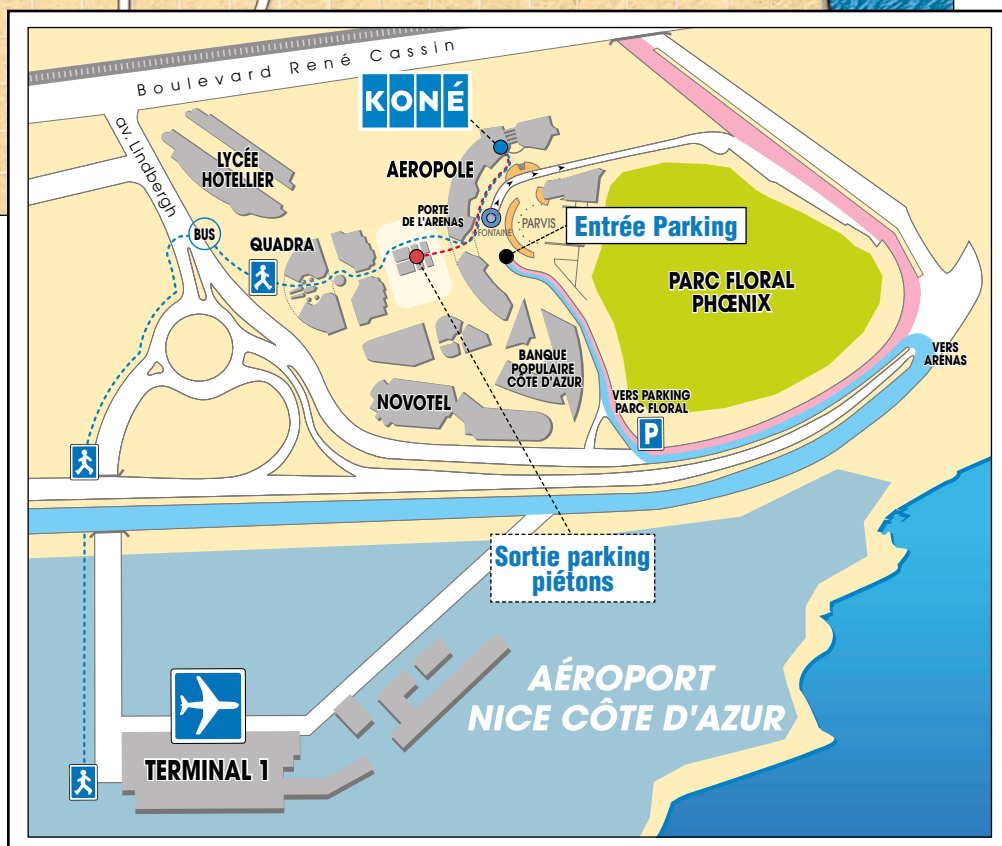 Boulevard René Cassin
av. Lindbergh
KONÉ
LYCÉE
HOTELLIER
AEROPOLE
PORTE
DE L'ARENAS
BUS
QUADRA
FONTAINE
PARVIS
Entrée Parking
PARC FLORAL
PHŒNIX
BANQUE
POPULAIRE
CÔTE D'AZUR
VERS
ARÉNAS
NOVOTEL
VERS PARKING
PARC FLORAL
P
Sortie parking
piétons
AÉROPORT
NICE CÔTE D'AZUR
TERMINAL 1